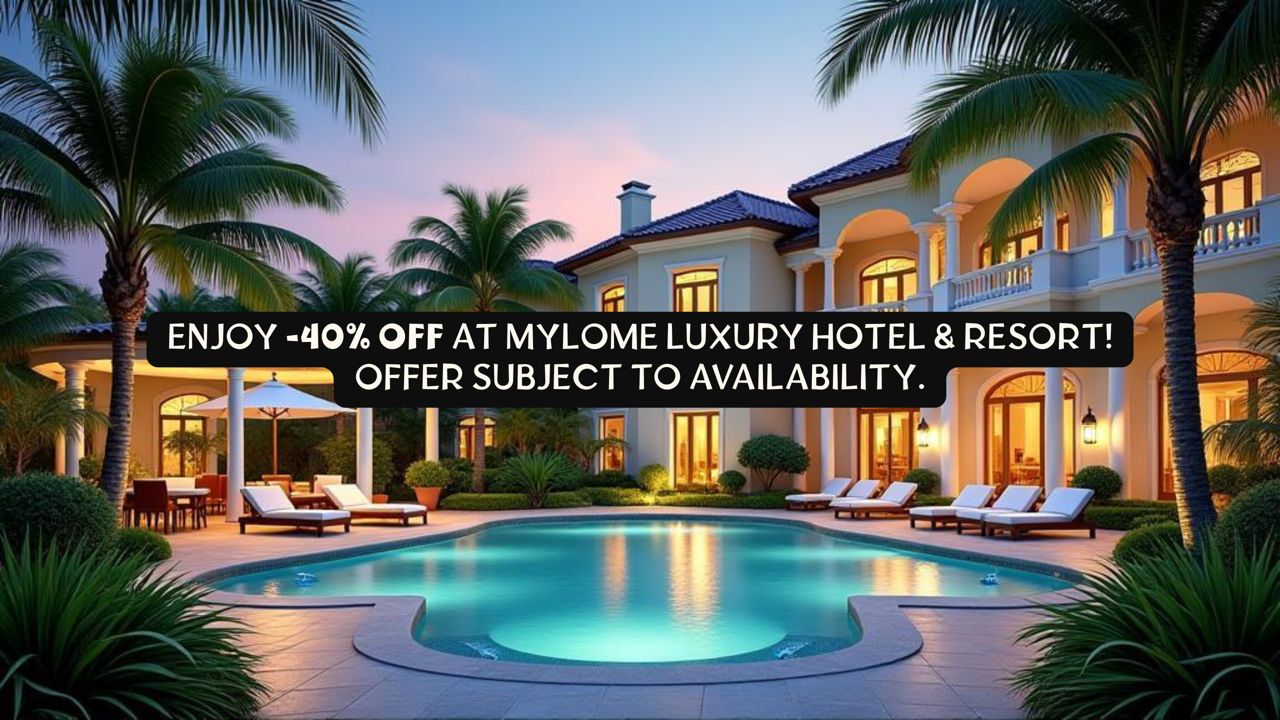 ENJOY -40% OFF AT MYLOME LUXURY HOTEL & RESORT!
OFFER SUBJECT TO AVAILABILITY.